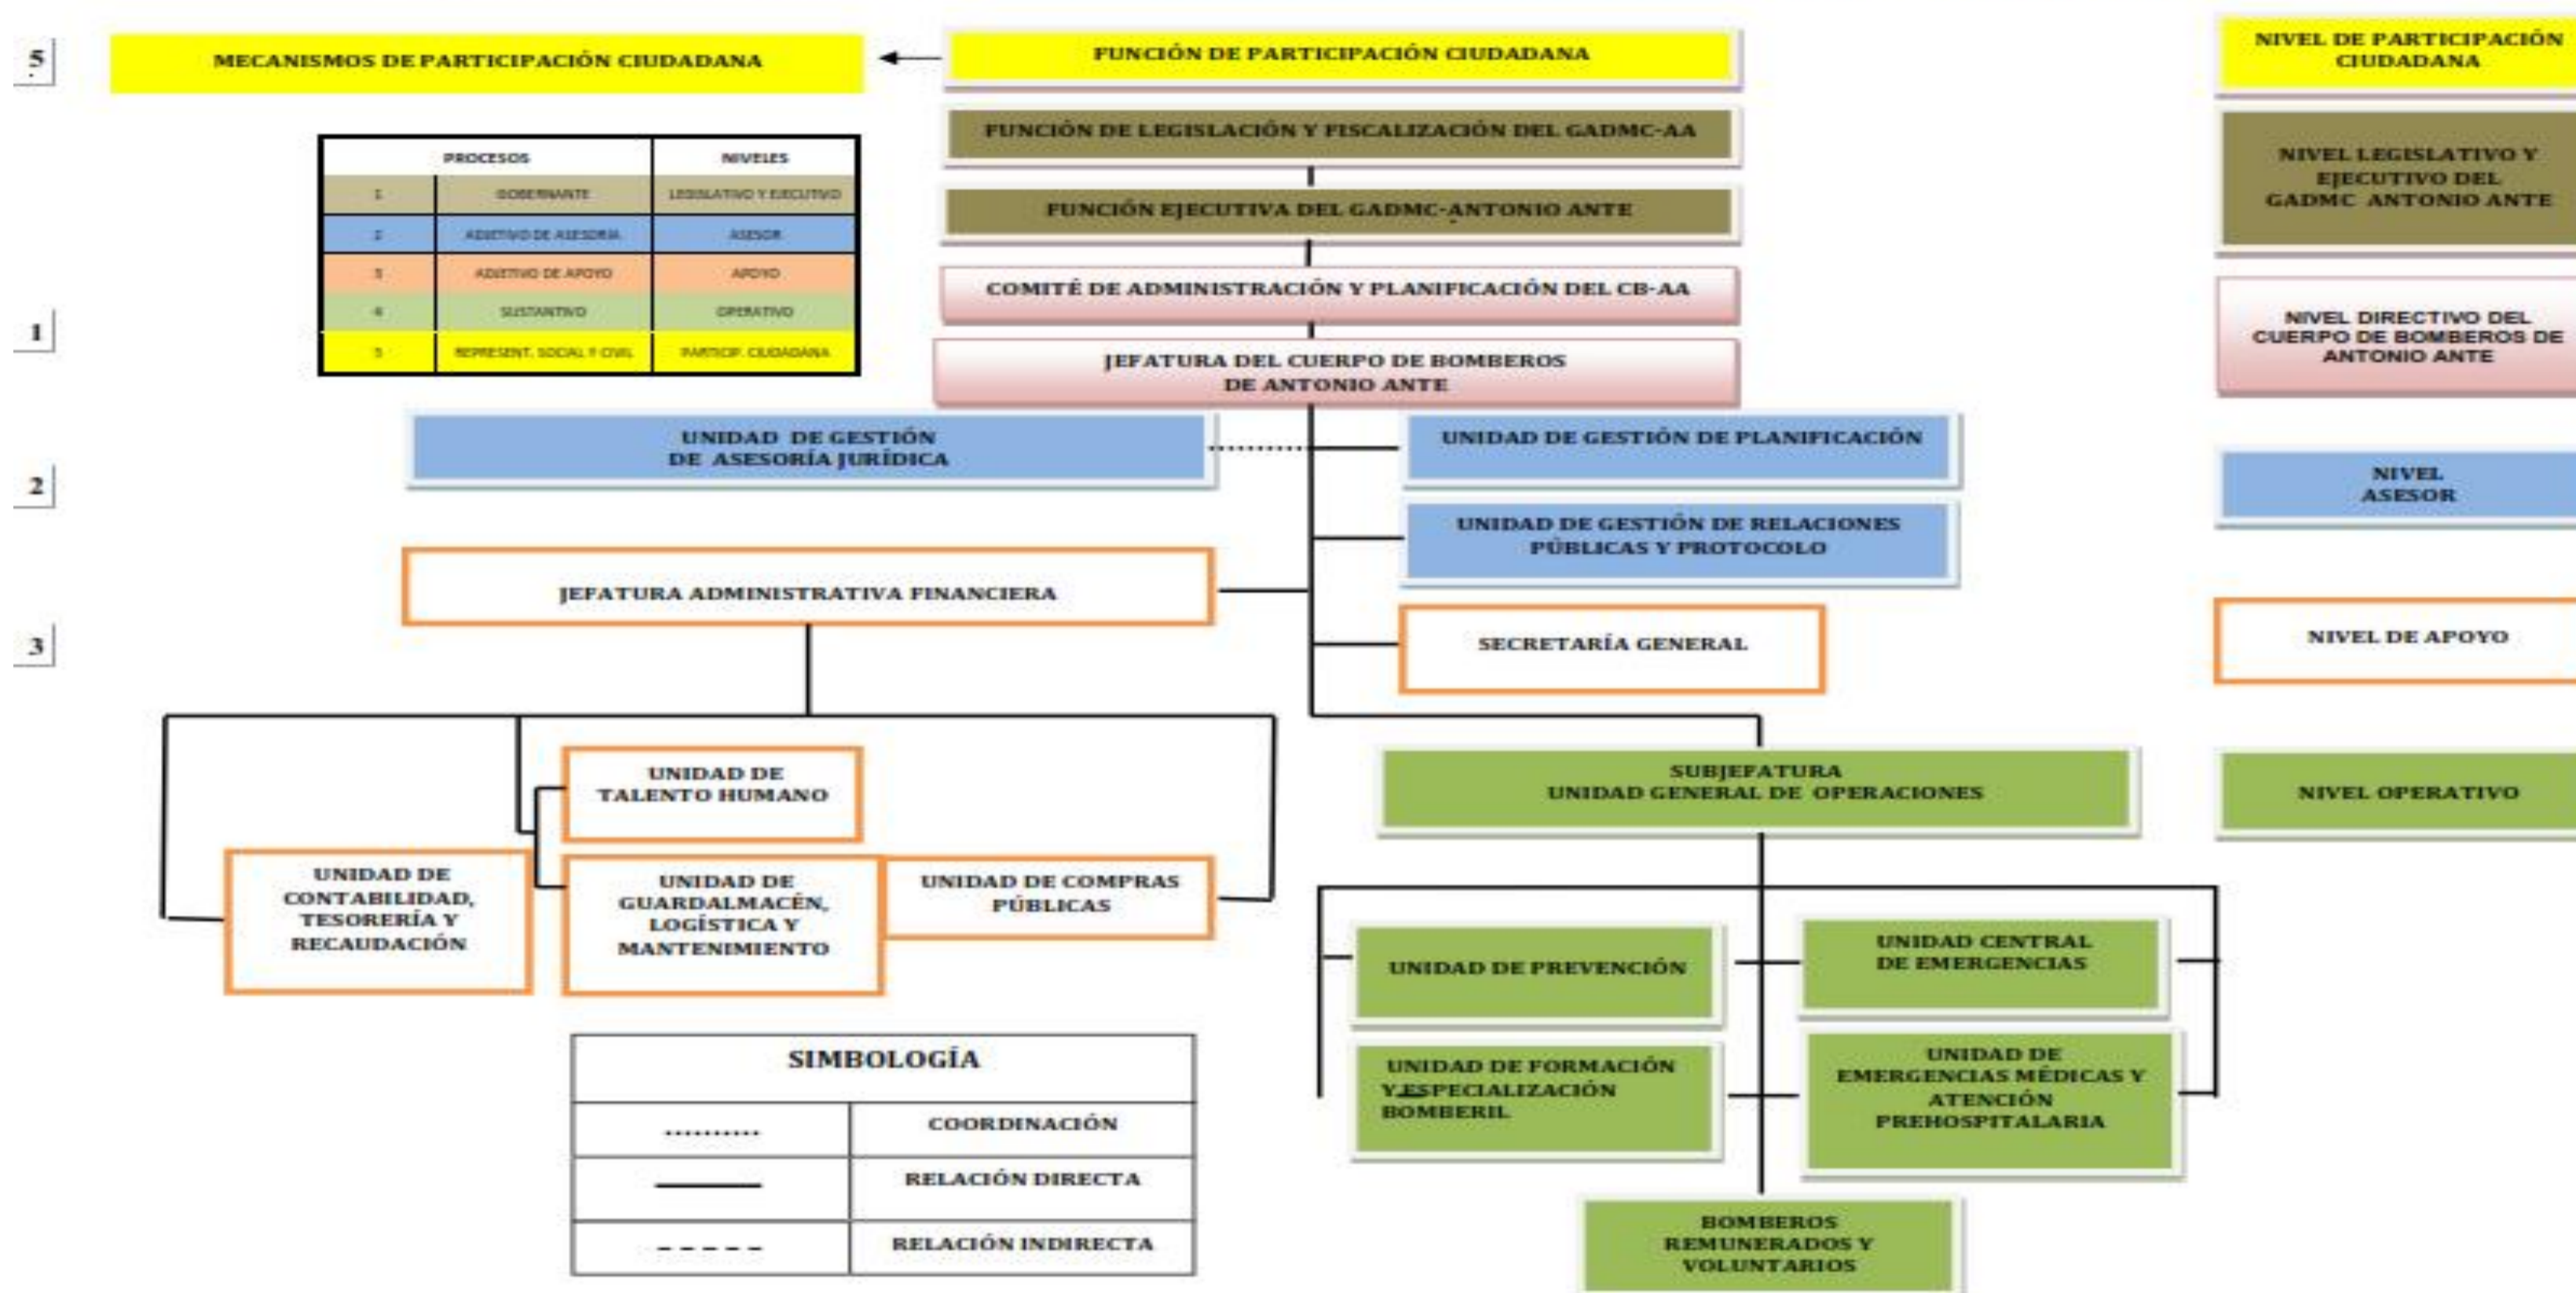 5
MECANISMOS DE PARTICIPACIÓN CIUDADANA
FUNCIÓN DE PARTICIPACIÓN CIUDADANA
NIVEL DE PARTICIPACIÓN
CIUDADANA
FUNCIÓN DE LEGISLACIÓN Y FISCALIZACIÓN DEL GADMC-AA
NIVEL LEGISLATIVO Y
EJECUTIVO DEL
GADMC ANTONIO ANTE
PROCESOS NIVELES
1 GOBERNANTE LEGISLATIVO Y EJECUTIVO
2 ADJETIVO DE ASESORÍA ASESOR
3 ADJETIVO DE APOYO APOYO
4 SUSTANTIVO OPERATIVO
5 REPRESENT. SOCIAL Y CIVIL PARTICIP. CIUDADANA
FUNCIÓN EJECUTIVA DEL GADMC-ANTONIO ANTE
COMITÉ DE ADMINISTRACIÓN Y PLANIFICACIÓN DEL CB-AA
1
JEFATURA DEL CUERPO DE BOMBEROS
DE ANTONIO ANTE
NIVEL DIRECTIVO DEL
CUERPO DE BOMBEROS DE
ANTONIO ANTE
UNIDAD DE GESTIÓN
DE ASESORÍA JURÍDICA
UNIDAD DE GESTIÓN DE PLANIFICACIÓN
2
NIVEL
ASESOR
UNIDAD DE GESTIÓN DE RELACIONES
PÚBLICAS Y PROTOCOLO
JEFATURA ADMINISTRATIVA FINANCIERA
3
SECRETARÍA GENERAL
NIVEL DE APOYO
UNIDAD DE
TALENTO HUMANO
SUBJEFATURA
UNIDAD GENERAL DE OPERACIONES
NIVEL OPERATIVO
UNIDAD DE
CONTABILIDAD,
TESORERÍA Y
RECAUDACIÓN
UNIDAD DE
GUARDALMACÉN,
LOGÍSTICA Y
MANTENIMIENTO
UNIDAD DE COMPRAS
PÚBLICAS
UNIDAD DE PREVENCIÓN
UNIDAD CENTRAL
DE EMERGENCIAS
UNIDAD DE FORMACIÓN
Y ESPECIALIZACIÓN
BOMBERIL
UNIDAD DE
EMERGENCIAS MÉDICAS Y
ATENCIÓN
PREHOSPITALARIA
BOMBEROS
REMUNERADOS Y
VOLUNTARIOS
SIMBOLOGÍA
COORDINACIÓN
RELACIÓN DIRECTA
RELACIÓN INDIRECTA